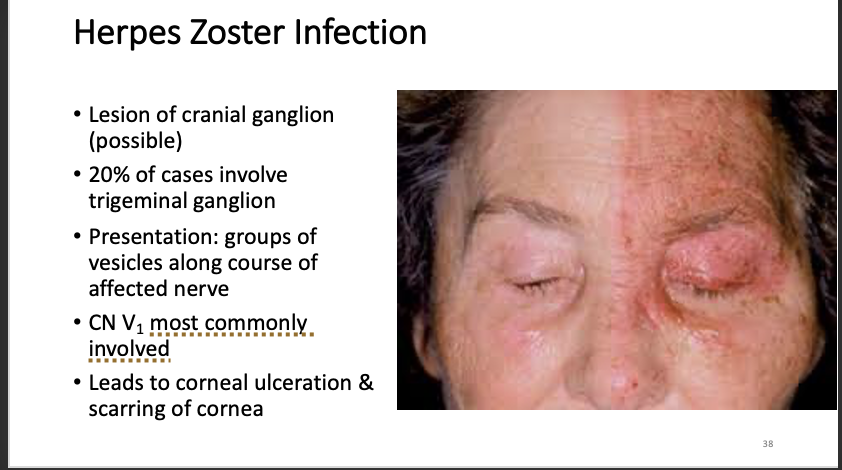 Herpes Zoster Infection
• Lesion of cranial ganglion
(possible)
• 20% of cases involve
trigeminal ganglion
• Presentation: groups of
vesicles along course of
affected nerve
• CN V₁ most commonly
involved
• Leads to corneal ulceration &
scarring of cornea
38